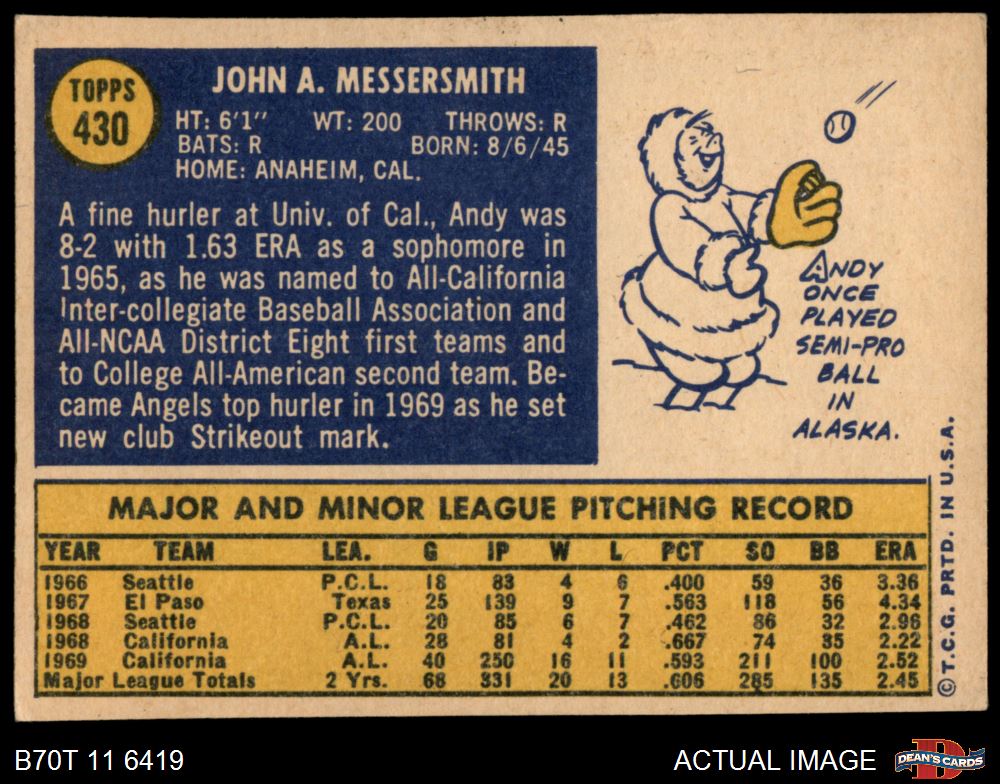 TOPPS
430
JOHN A. MESSERSMITH
HT: 6'1" WT: 200 THROWS: R
BATS: R BORN: 8/6/45
HOME: ANAHEIM, CAL.
A fine hurler at Univ. of Cal., Andy was
8-2 with 1.63 ERA as a sophomore in
1965, as he was named to All-California
Inter-collegiate Baseball Association and
All-NCAA District Eight first teams and
to College All-American second team. Be-
came Angels top hurler in 1969 as he set
new club Strikeout mark.
ANDY
ONCE
PLAYED
SEMI-PRO
BALL
IN
ALASKA.
MAJOR AND MINOR LEAGUE PITCHING RECORD
YEAR TEAM LEA. G IP W L PCT SO BB ERA
1966 Seattle P.C.L. 18 83 4 6 .400 59 36 3.36
1967 El Paso Texas 25 139 9 7 .563 118 56 4.34
1968 Seattle P.C.L. 20 85 6 7 .462 86 32 2.96
1968 California A.L. 28 81 4 2 .667 74 35 2.22
1969 California A.L. 40 250 16 11 .593 211 100 2.52
Major League Totals 2 Yrs. 68 331 20 13 .606 285 135 2.45
© T.C.G. PRTD. IN U.S.A.
B70T 11 6419
ACTUAL IMAGE
DEAN'S CARDS